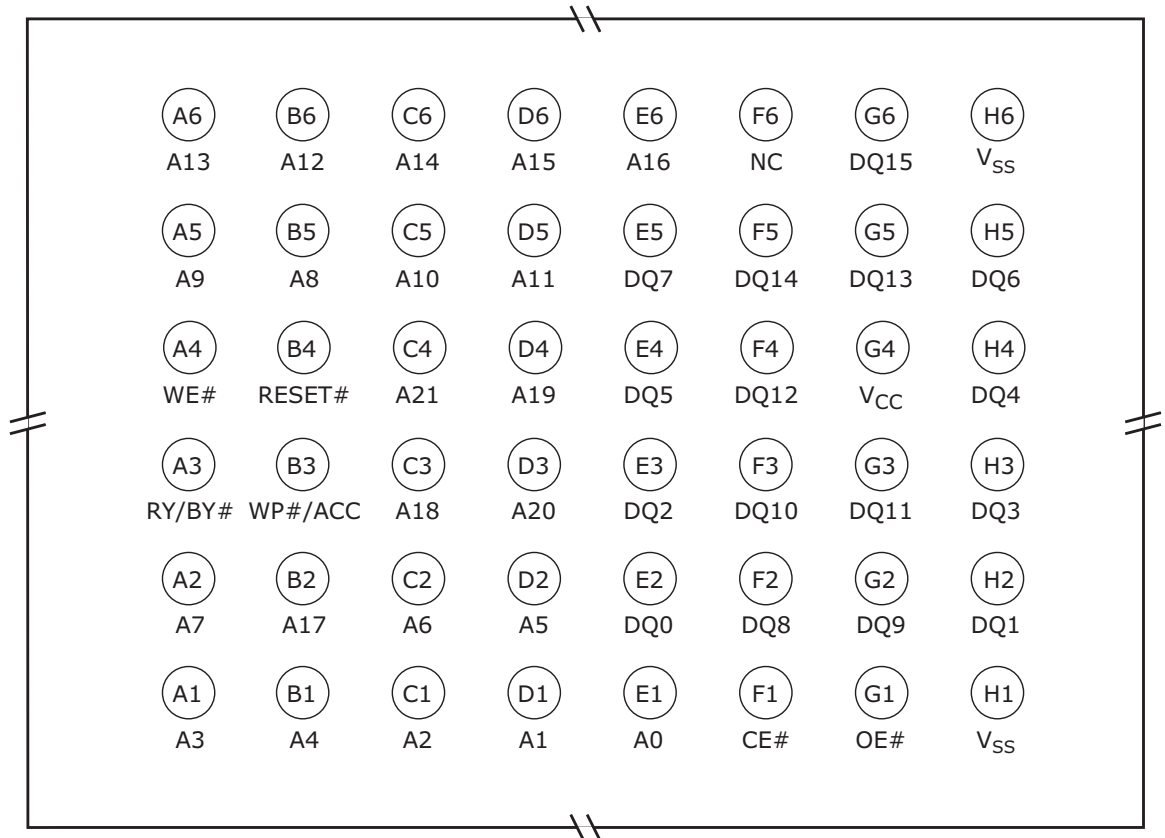 A6 B6 C6 D6 E6 F6 G6 H6
A13 A12 A14 A15 A16 NC DQ15 VSS
A5 B5 C5 D5 E5 F5 G5 H5
A9 A8 A10 A11 DQ7 DQ14 DQ13 DQ6
A4 B4 C4 D4 E4 F4 G4 H4
WE# RESET# A21 A19 DQ5 DQ12 VCC DQ4
A3 B3 C3 D3 E3 F3 G3 H3
RY/BY# WP#/ACC A18 A20 DQ2 DQ10 DQ11 DQ3
A2 B2 C2 D2 E2 F2 G2 H2
A7 A17 A6 A5 DQ0 DQ8 DQ9 DQ1
A1 B1 C1 D1 E1 F1 G1 H1
A3 A4 A2 A1 A0 CE# OE# VSS